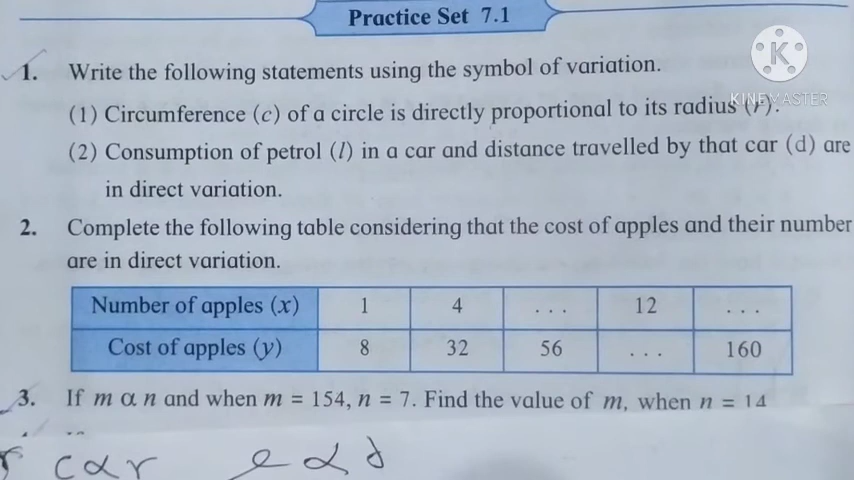 Practice Set 7.1
K
KINEMASTER
1. Write the following statements using the symbol of variation.
(1) Circumference (c) of a circle is directly proportional to its radius (r).
(2) Consumption of petrol (l) in a car and distance travelled by that car (d) are
in direct variation.
2. Complete the following table considering that the cost of apples and their number
are in direct variation.
Number of apples (x) 1 4 . . . 12 . . .
Cost of apples (y) 8 32 56 . . . 160
3. If m α n and when m = 154, n = 7. Find the value of m, when n = 14
c α r l α d